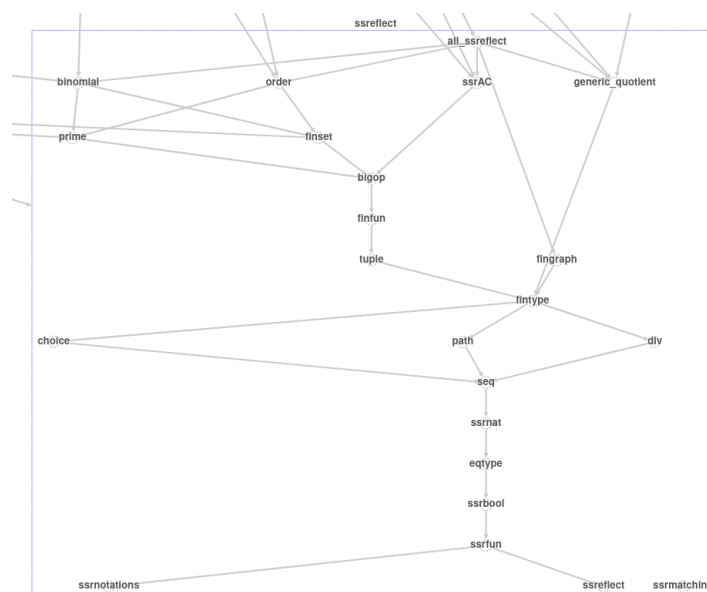 ssreflect
all_ssreflect
binomial order ssrAC generic_quotient
prime finset
bigop
finfun
tuple fingraph
fintype
choice path div
seq
ssrnat
eqtype
ssrbool
ssrfun
ssrnotations ssreflect ssrmatchin